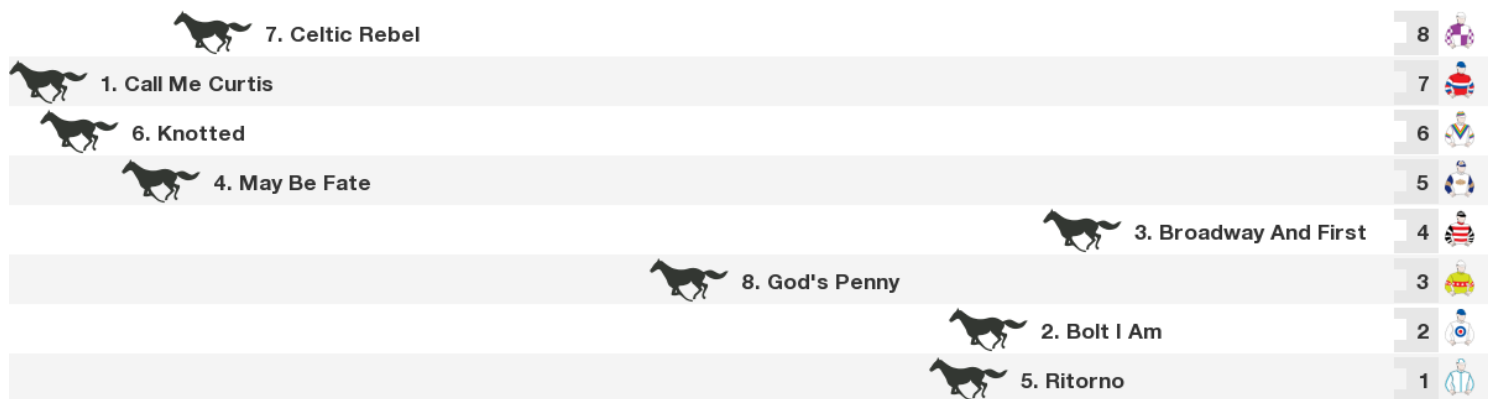 7. Celtic Rebel 8
1. Call Me Curtis 7
6. Knotted 6
4. May Be Fate 5
3. Broadway And First 4
8. God's Penny 3
2. Bolt I Am 2
5. Ritorno 1